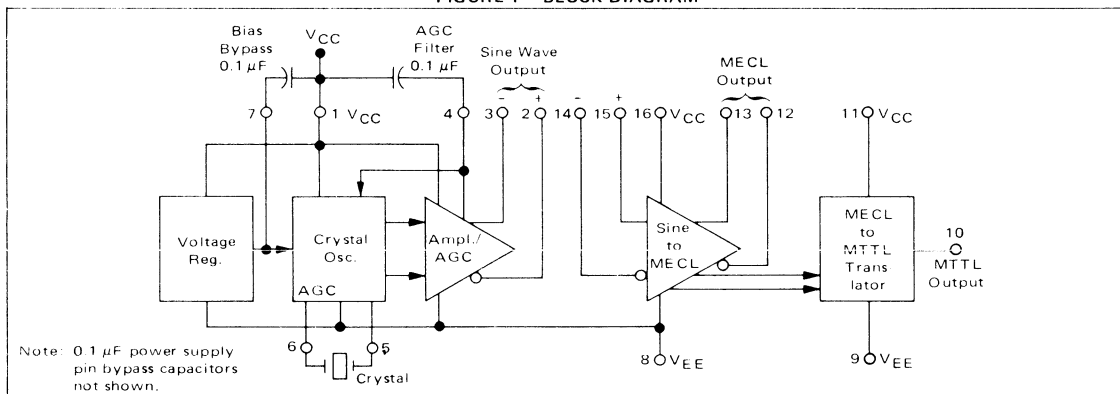 FIGURE 1 – BLOCK DIAGRAM
Bias
Bypass
0.1 µF
VCC
AGC
Filter
0.1 µF
Sine Wave
Output
MECL
Output
7
1 VCC
4
3 –
2 +
14 –
15 +
16 VCC
13
12
11 VCC
Voltage
Reg.
Crystal
Osc.
AGC
Ampl./
AGC
Sine
to
MECL
MECL
to
MTTL
Trans
lator
10
MTTL
Output
6
5
Crystal
8 VEE
9 VEE
Note: 0.1 µF power supply
pin bypass capacitors
not shown.